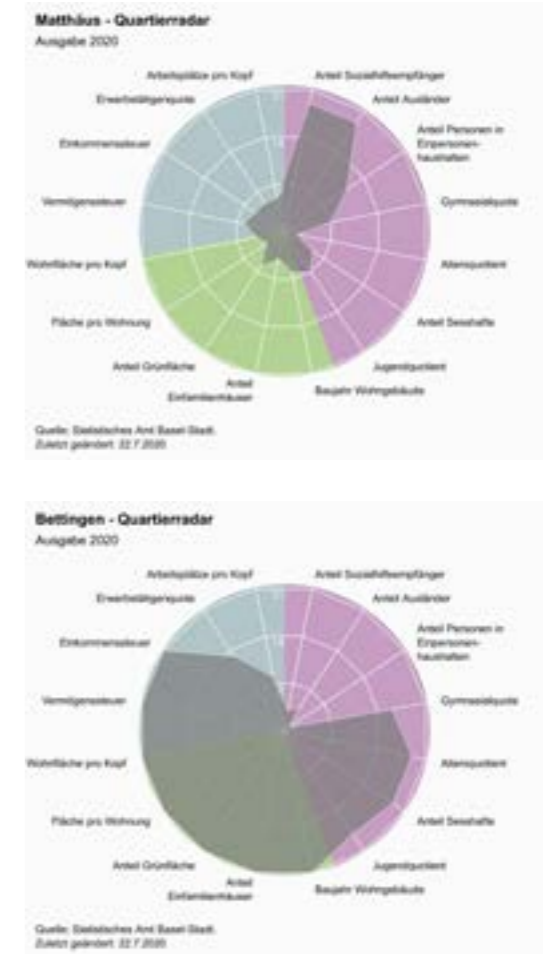 Matthäus - Quartierradar
Ausgabe 2020
Arbeitsplätze pro Kopf
Anteil Sozialhilfeempfänger
Erwerbstätigenquote
Anteil Ausländer
Einkommenssteuer
Anteil Personen in
Einpersonen-
haushalten
Vermögenssteuer
Gymnasialquote
Wohnfläche pro Kopf
Altersquotient
Fläche pro Wohnung
Anteil Sesshafte
Anteil Grünfläche
Jugendquotient
Anteil
Einfamilienhäuser
Baujahr Wohngebäude
Quelle: Statistisches Amt Basel-Stadt.
Zuletzt geändert: 22.7.2020.
Bettingen - Quartierradar
Ausgabe 2020
Arbeitsplätze pro Kopf
Anteil Sozialhilfeempfänger
Erwerbstätigenquote
Anteil Ausländer
Einkommenssteuer
Anteil Personen in
Einpersonen-
haushalten
Vermögenssteuer
Gymnasialquote
Wohnfläche pro Kopf
Altersquotient
Fläche pro Wohnung
Anteil Sesshafte
Anteil Grünfläche
Jugendquotient
Anteil
Einfamilienhäuser
Baujahr Wohngebäude
Quelle: Statistisches Amt Basel-Stadt.
Zuletzt geändert: 22.7.2020.